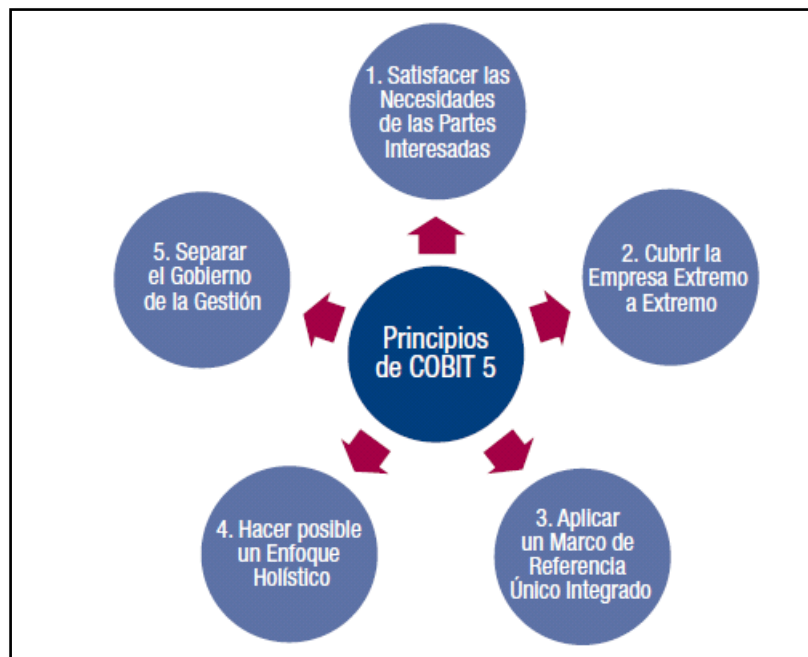 1. Satisfacer las
Necesidades
de las Partes
Interesadas
5. Separar
el Gobierno
de la Gestión
2. Cubrir la
Empresa Extremo
a Extremo
Principios
de COBIT 5
4. Hacer posible
un Enfoque
Holístico
3. Aplicar
un Marco de
Referencia
Único Integrado